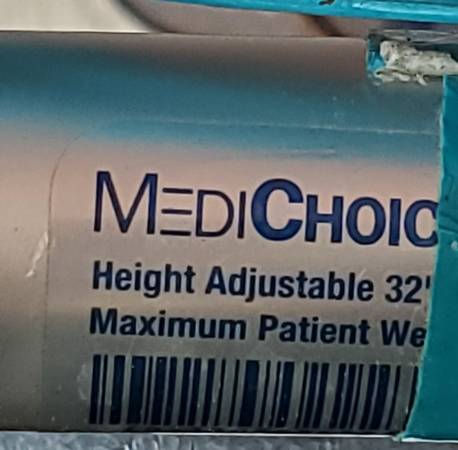 MEDICHOIC
Height Adjustable 32"
Maximum Patient We